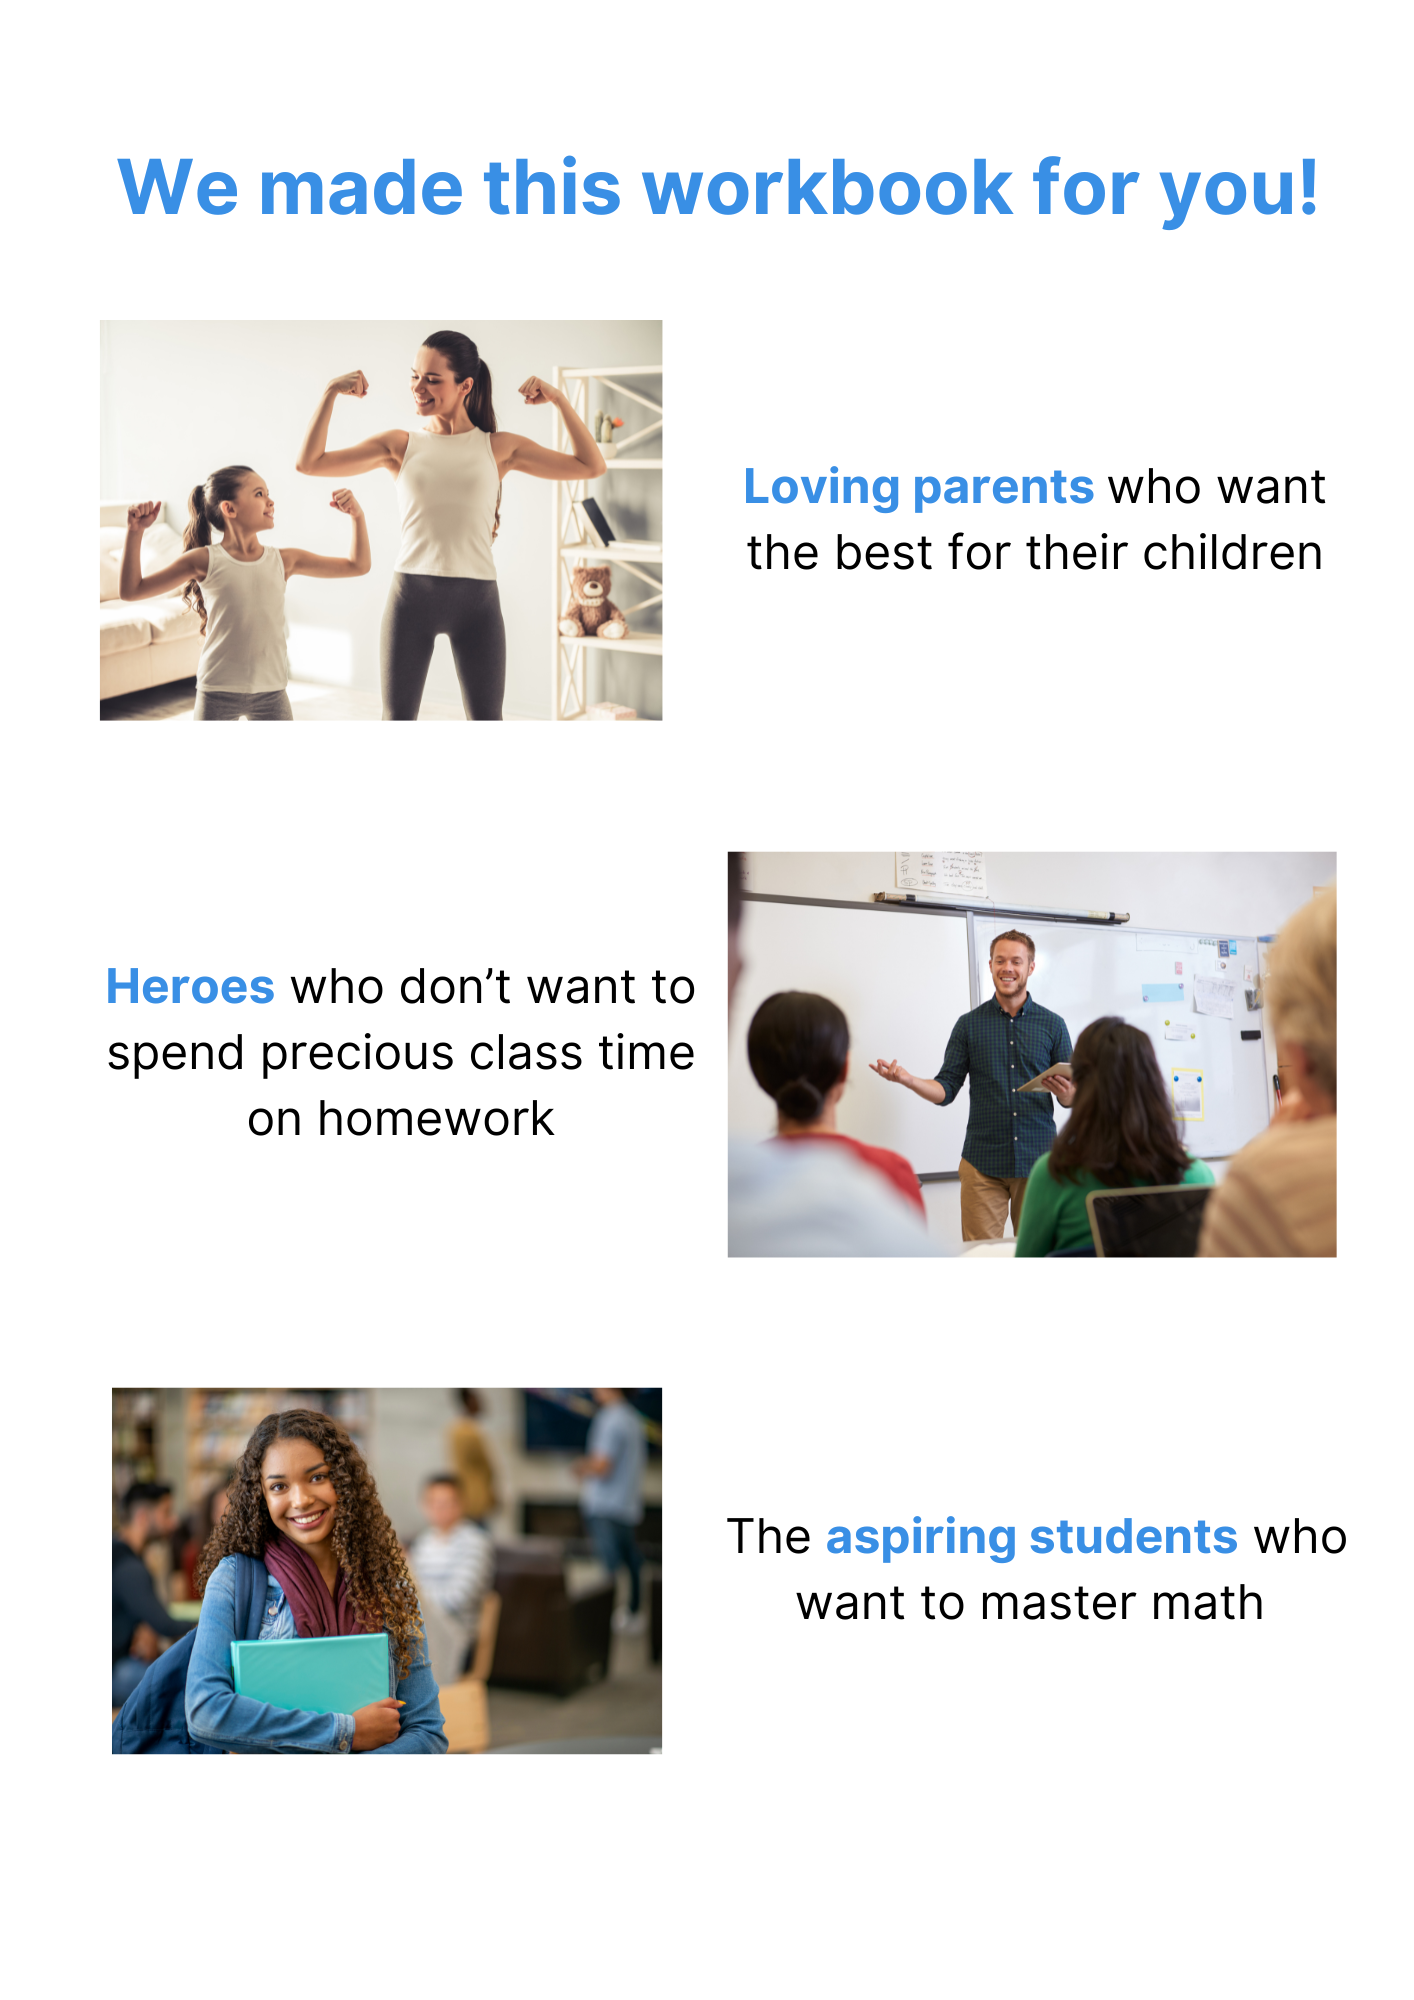 We made this workbook for you!
Loving parents who want
the best for their children
Heroes who don’t want to
spend precious class time
on homework
The aspiring students who
want to master math